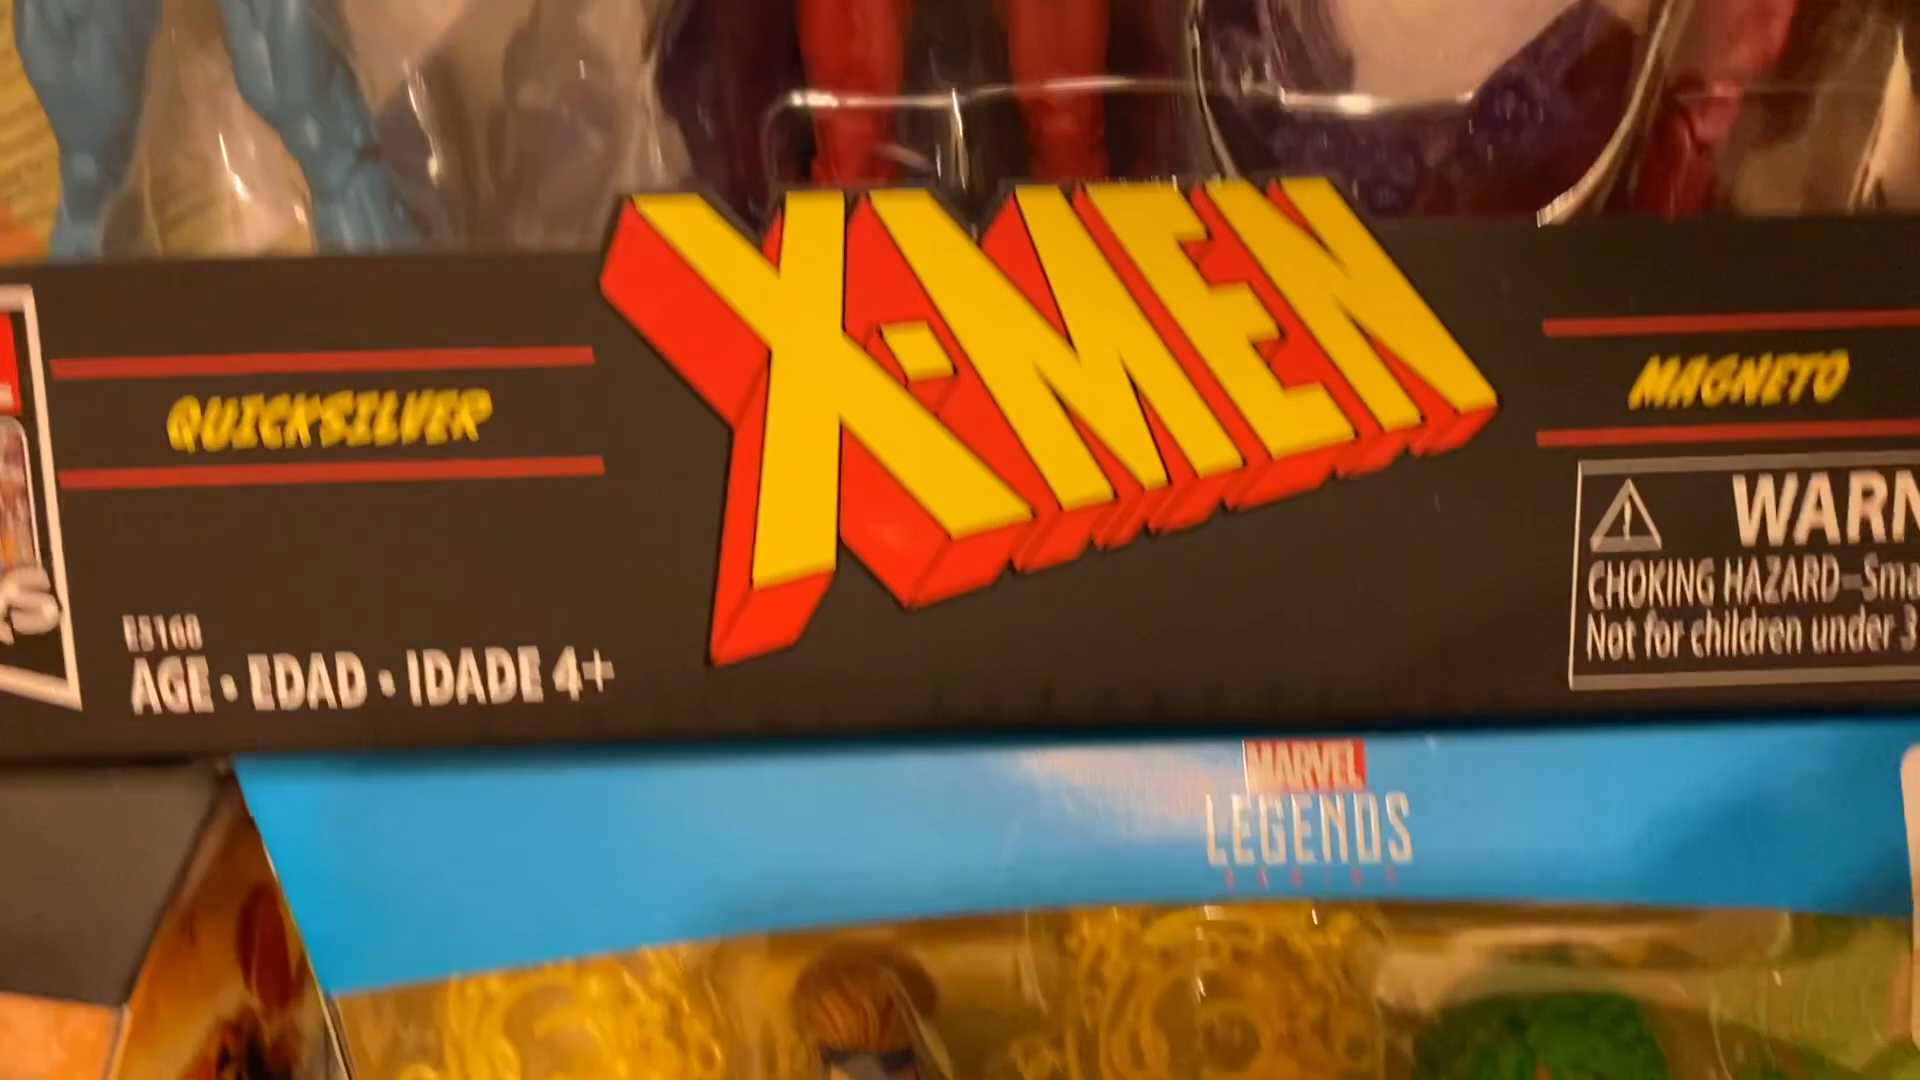 X-MEN
QUICKSILVER
MAGNETO
E5168
AGE • EDAD • IDADE 4+
WARN
CHOKING HAZARD–Sma
Not for children under 3
MARVEL
LEGENDS
SERIES